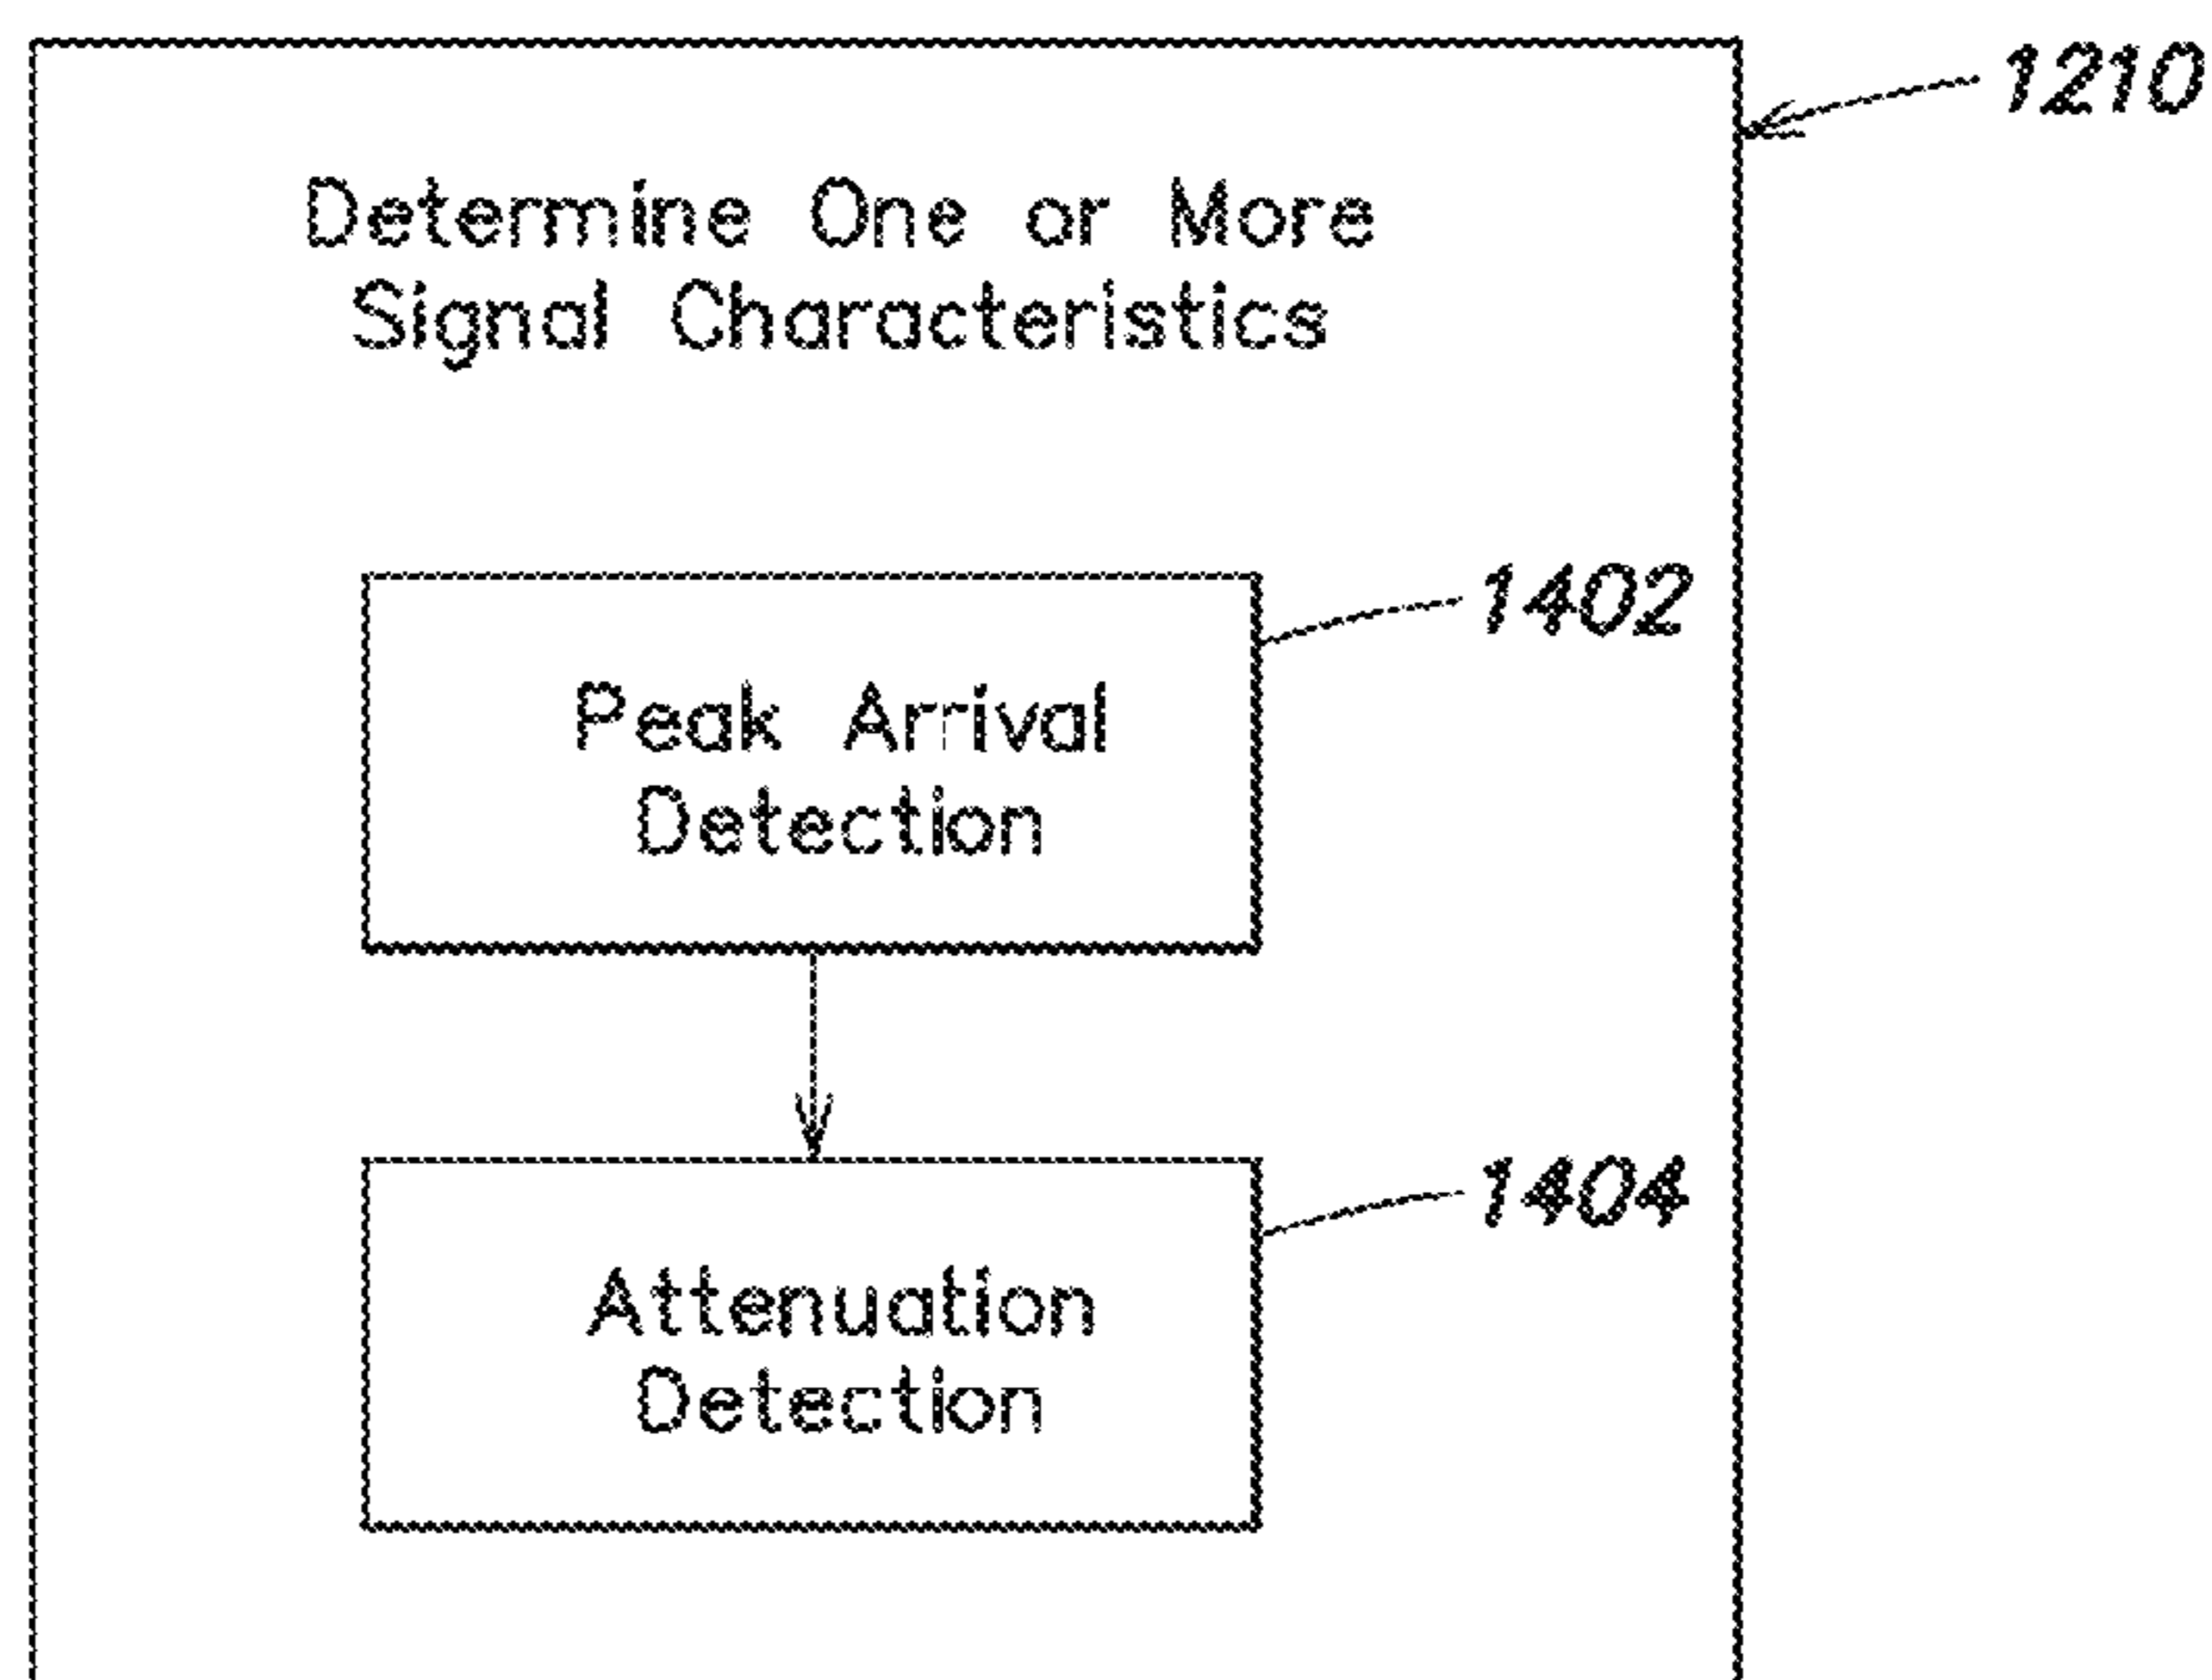 1210
Determine One or More
Signal Characteristics
1402
Peak Arrival
Detection
1404
Attenuation
Detection